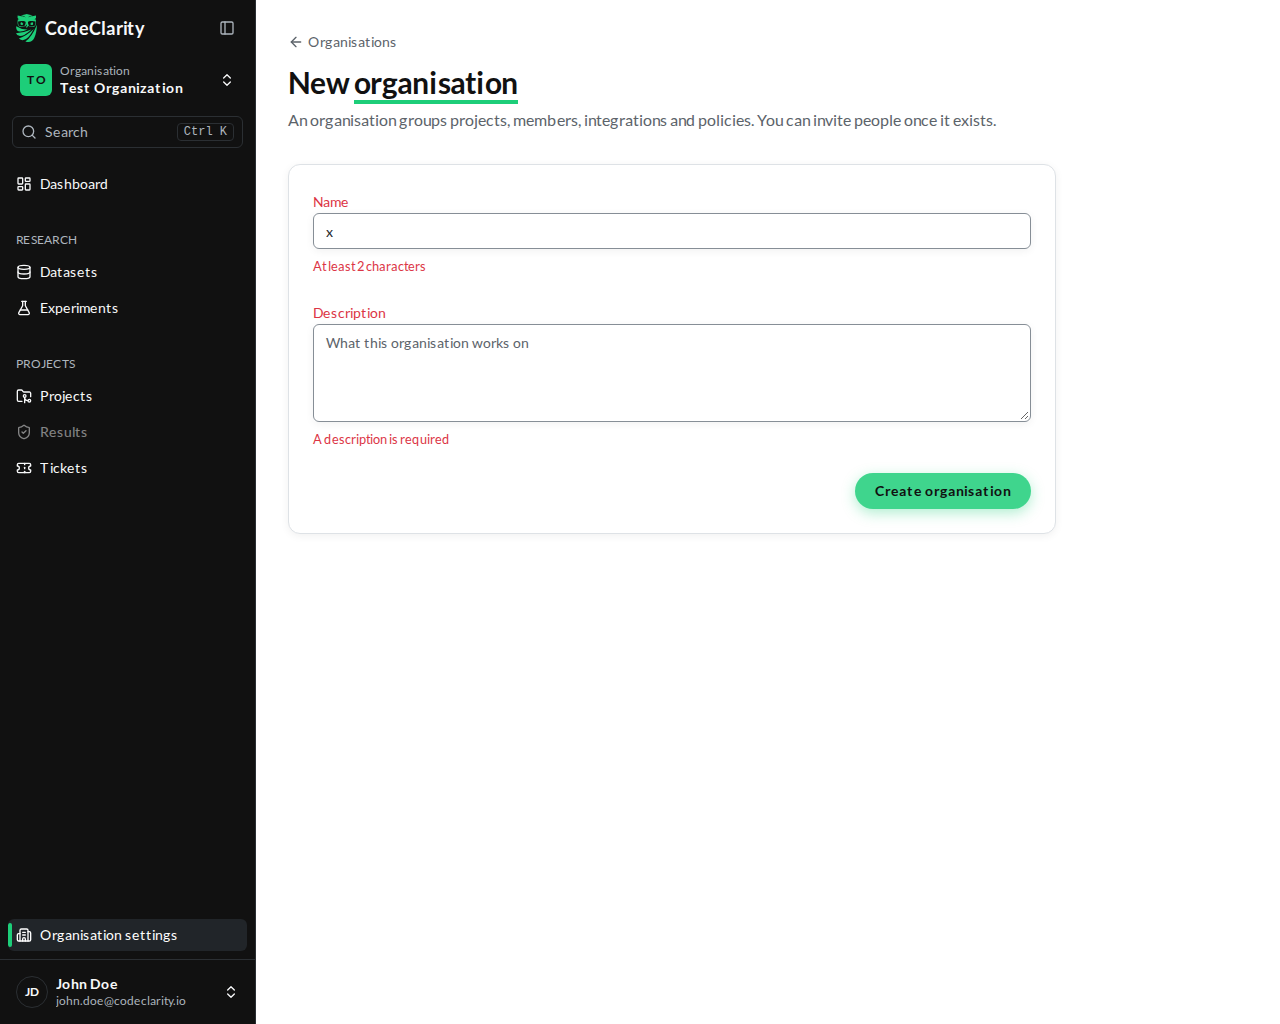 CodeClarity
TO
Organisation
Test Organization
Search
Ctrl K
Dashboard
RESEARCH
Datasets
Experiments
PROJECTS
Projects
Results
Tickets
Organisation settings
JD
John Doe
john.doe@codeclarity.io
Organisations
New organisation
An organisation groups projects, members, integrations and policies. You can invite people once it exists.
Name
x
At least 2 characters
Description
What this organisation works on
A description is required
Create organisation